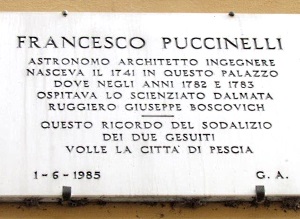 FRANCESCO PUCCINELLI
ASTRONOMO ARCHITETTO INGEGNERE
NASCEVA IL 1741 IN QUESTO PALAZZO
DOVE NEGLI ANNI 1782 E 1783
OSPITAVA LO SCIENZIATO DALMATA
RUGGIERO GIUSEPPE BOSCOVICH
QUESTO RICORDO DEL SODALIZIO
DEI DUE GESUITI
VOLLE LA CITTA' DI PESCIA
1-6-1985 G. A.